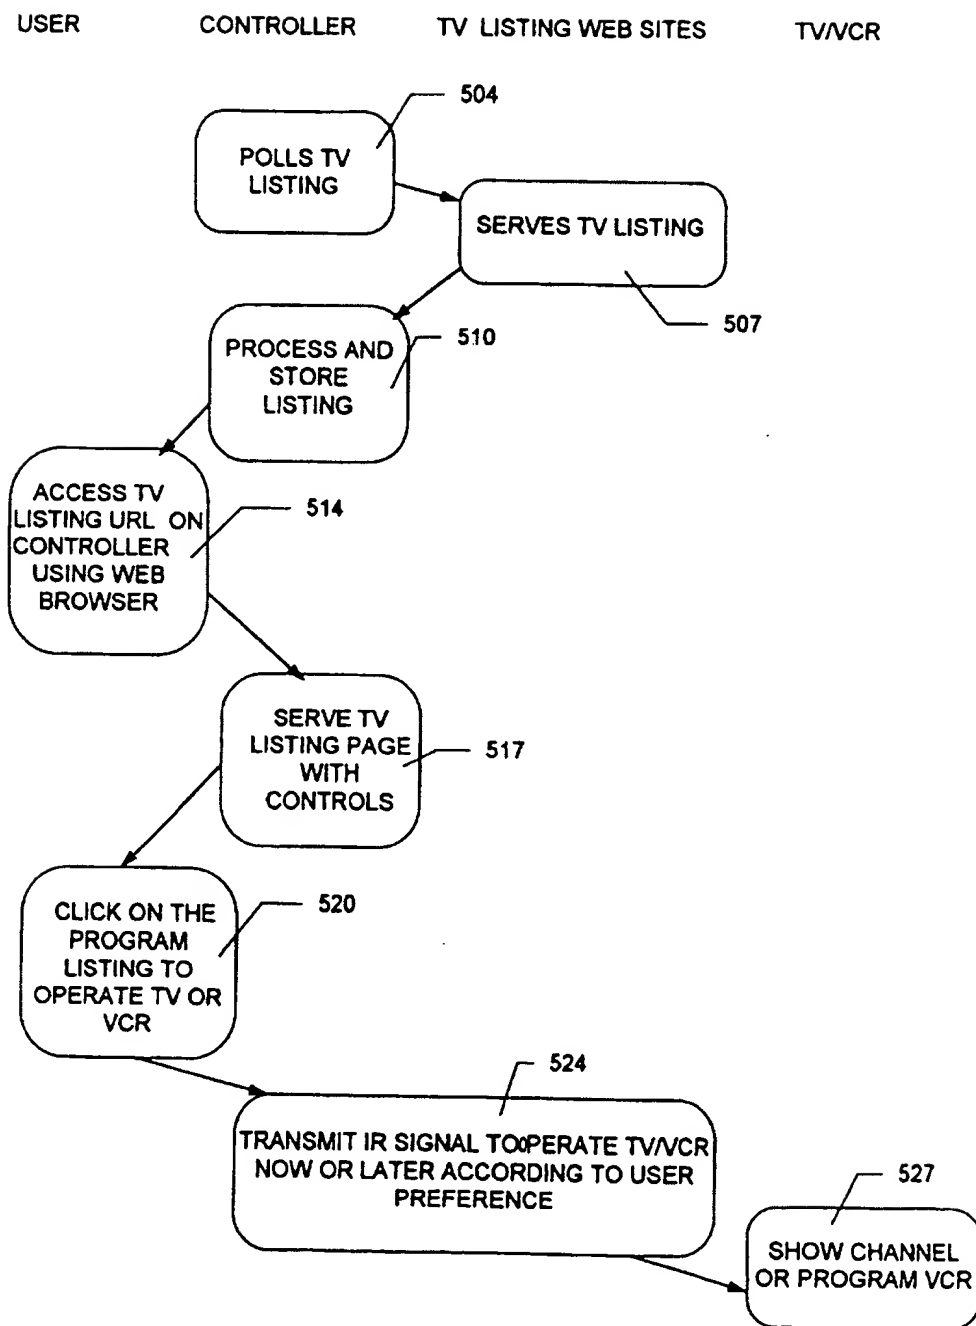 USER CONTROLLER TV LISTING WEB SITES TV/VCR
504
POLLS TV
LISTING
SERVES TV LISTING
507
510
PROCESS AND
STORE
LISTING
ACCESS TV
LISTING URL ON
CONTROLLER
USING WEB
BROWSER
514
SERVE TV
LISTING PAGE
WITH
CONTROLS
517
CLICK ON THE
PROGRAM
LISTING TO
OPERATE TV OR
VCR
520
524
TRANSMIT IR SIGNAL TOOPERATE TV/VCR
NOW OR LATER ACCORDING TO USER
PREFERENCE
527
SHOW CHANNEL
OR PROGRAM VCR